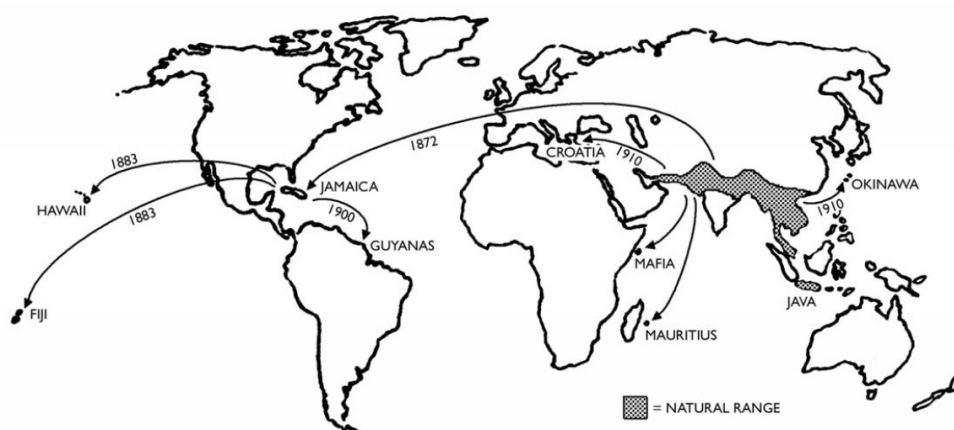 1872
CROATIA
1910
1883
JAMAICA
HAWAII
1883
1900
OKINAWA
1910
GUYANAS
MAFIA
FIJI
JAVA
MAURITIUS
= NATURAL RANGE